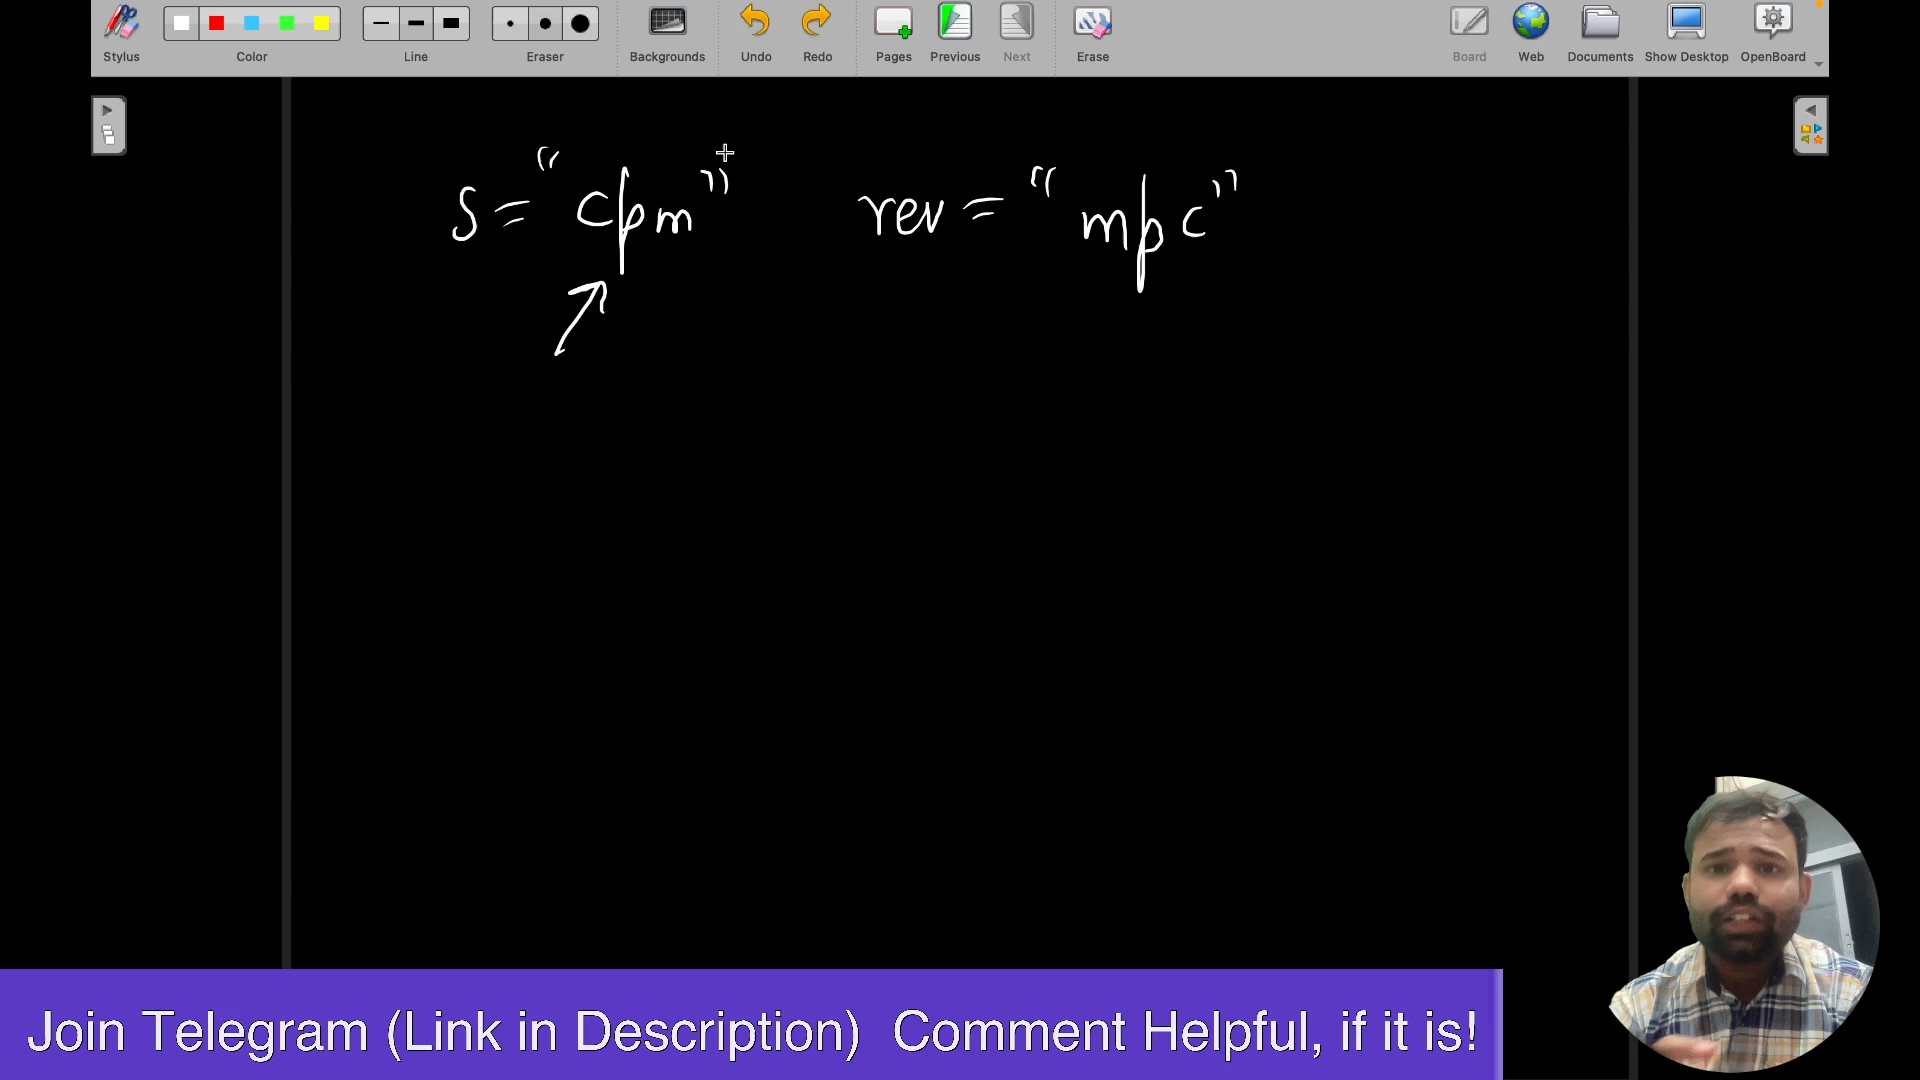 Stylus Color Line Eraser Backgrounds Undo Redo Pages Previous Next Erase Board Web Documents Show Desktop OpenBoard
s = "cpm" rev = "mpc"
Join Telegram (Link in Description) Comment Helpful, if it is!